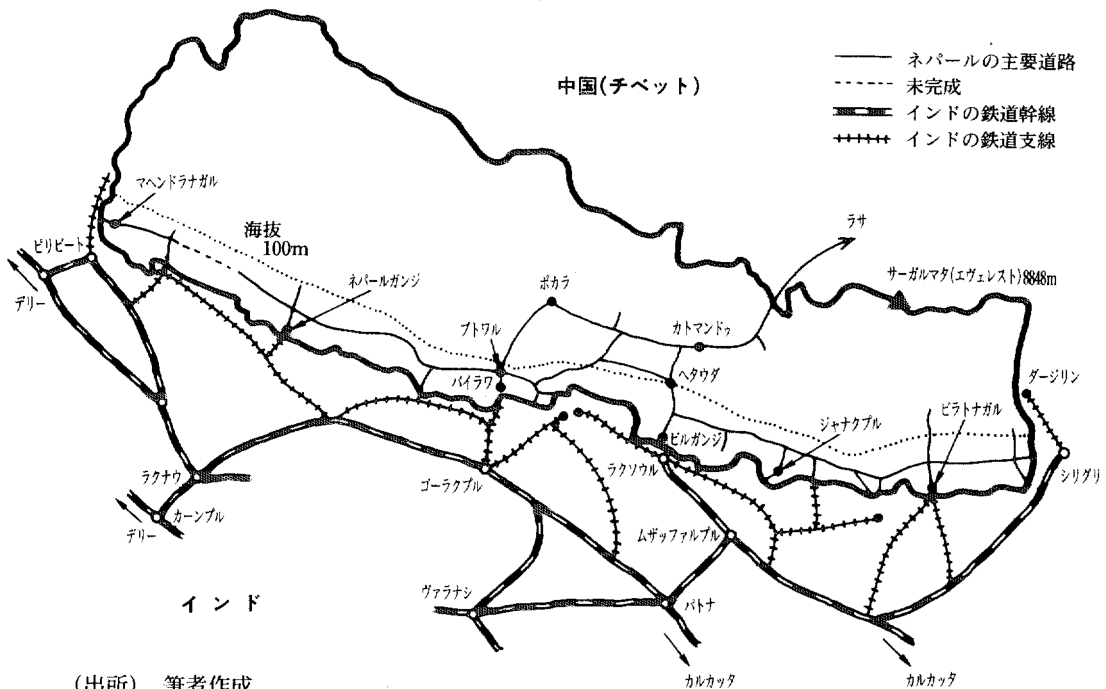 中国(チベット)
ネパールの主要道路
未完成
インドの鉄道幹線
インドの鉄道支線
マヘンドラナガル
ピリビート
海抜
100m
デリー
ネパールガンジ
ポカラ
ラサ
サーガルマタ(エヴェレスト)8848m
ブトワル
カトマンドゥ
バイラワ
ヘタウダ
ダージリン
ビルガンジ
ジャナクプル
ビラトナガル
ラクナウ
ゴーラクプル
ラクソウル
シリグリ
カーンプル
デリー
ムザッファルプル
インド
ヴァラナシ
パトナ
カルカッタ
カルカッタ
(出所) 筆者作成